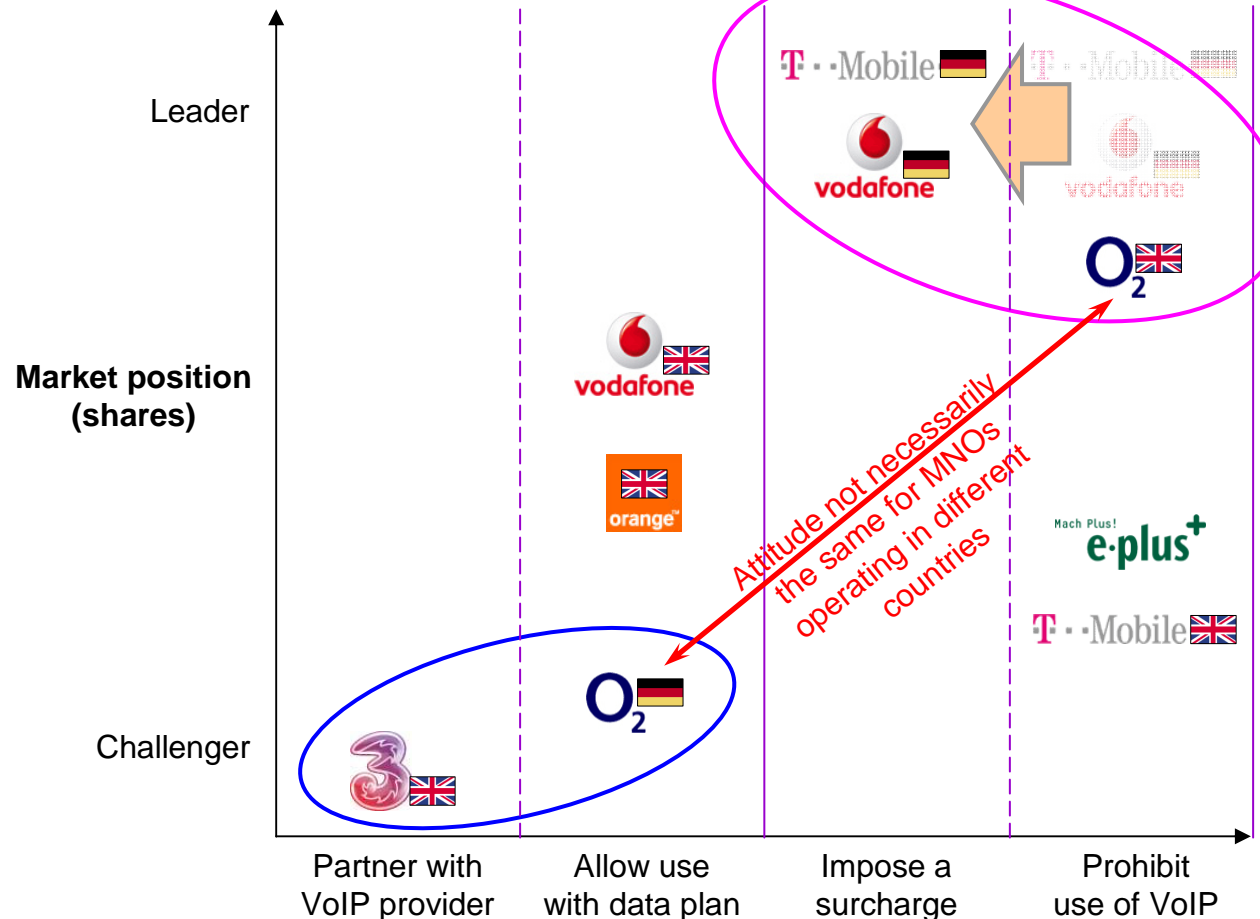 T··Mobile
T··Mobile
Leader
vodafone
vodafone
O2
vodafone
Market position
(shares)
orange™
Attitude not necessarily
the same for MNOs
operating in different
countries
Mach Plus!
e·plus+
T··Mobile
O2
Challenger
3
Partner with
VoIP provider
Allow use
with data plan
Impose a
surcharge
Prohibit
use of VoIP